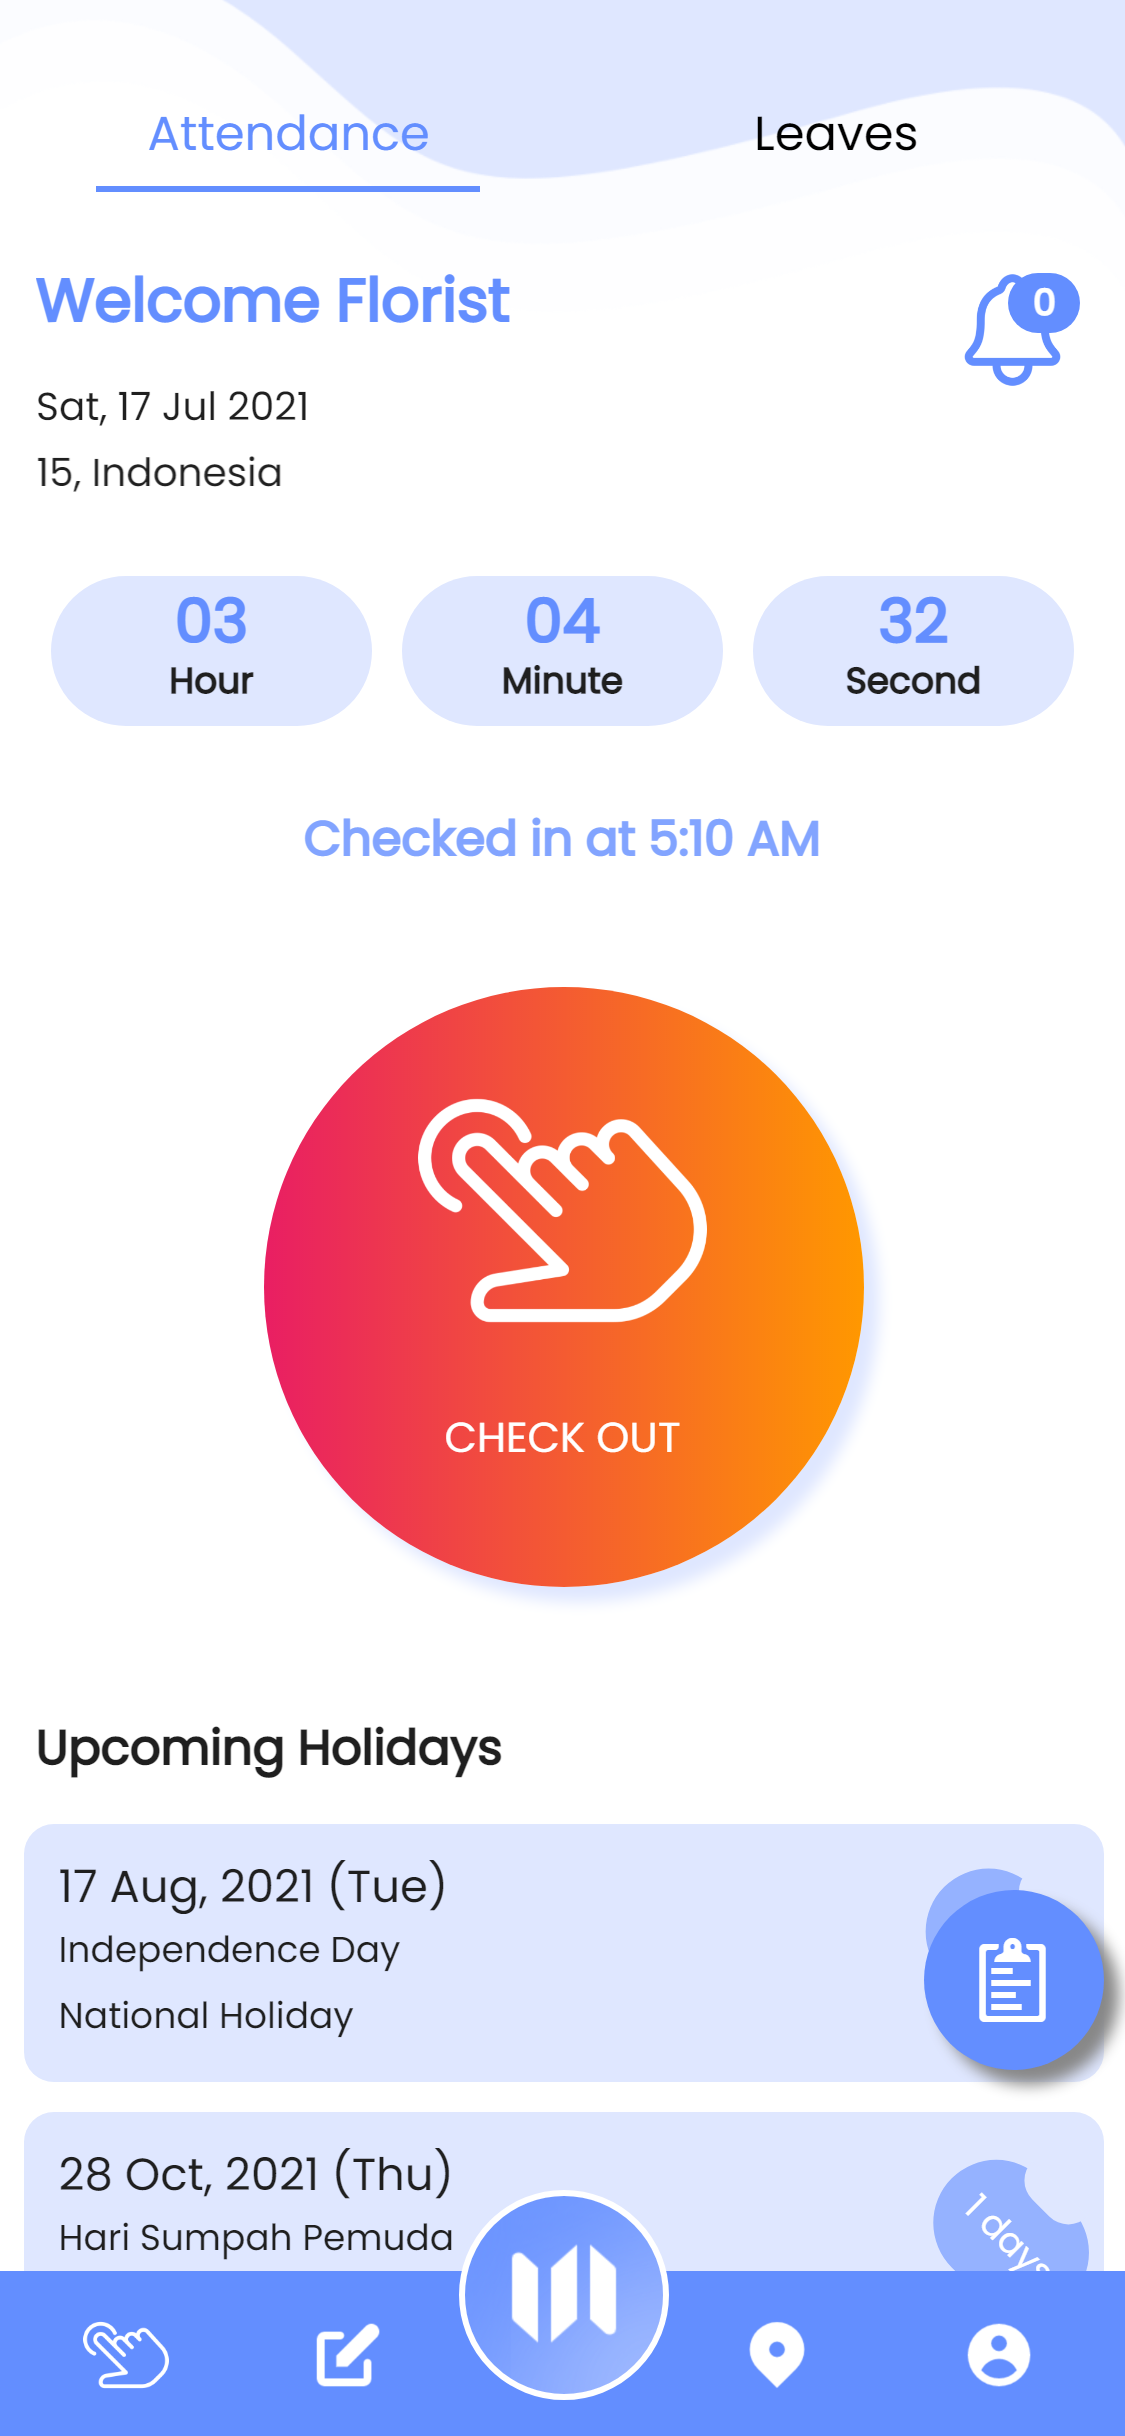 Attendance
Leaves
Welcome Florist
0
Sat, 17 Jul 2021
15, Indonesia
03
Hour
04
Minute
32
Second
Checked in at 5:10 AM
CHECK OUT
Upcoming Holidays
17 Aug, 2021 (Tue)
Independence Day
National Holiday
28 Oct, 2021 (Thu)
Hari Sumpah Pemuda
1 days